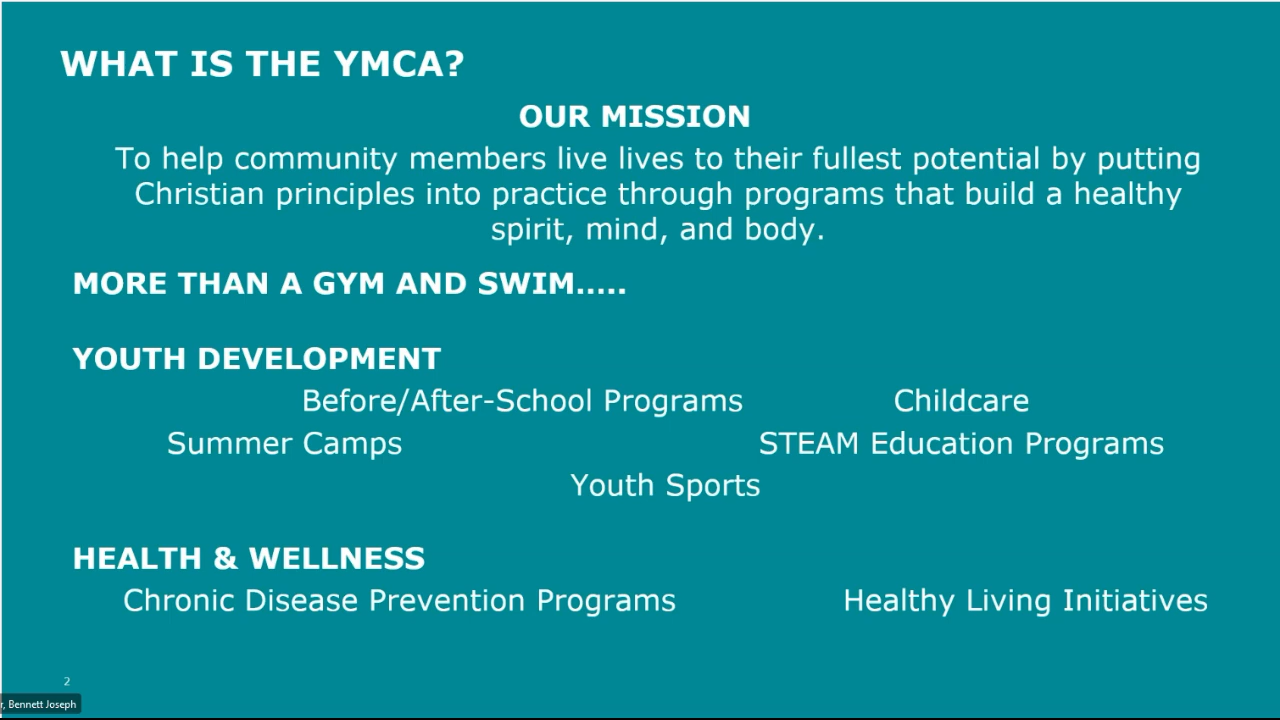 WHAT IS THE YMCA?
OUR MISSION
To help community members live lives to their fullest potential by putting
Christian principles into practice through programs that build a healthy
spirit, mind, and body.
MORE THAN A GYM AND SWIM…..
YOUTH DEVELOPMENT
Before/After-School Programs Childcare
Summer Camps STEAM Education Programs
Youth Sports
HEALTH & WELLNESS
Chronic Disease Prevention Programs Healthy Living Initiatives
2
r, Bennett Joseph